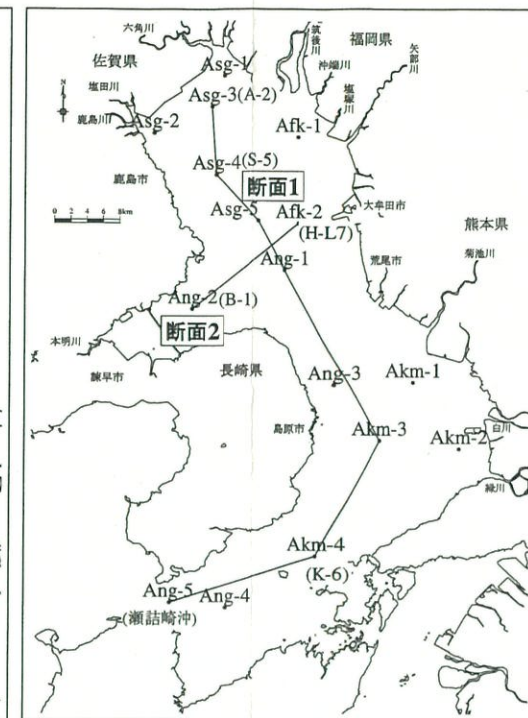 六角川
佐賀県
Asg-1
筑後川
福岡県
沖端川
矢部川
塩塚川
N
塩田川
Asg-3(A-2)
鹿島川
Asg-2
Afk-1
鹿島市
Asg-4(S-5)
断面1
0 2 4 8km
Asg-5
Afk-2
(H-L7)
大牟田市
熊本県
Ang-1
荒尾市
菊池川
Ang-2(B-1)
断面2
本明川
諫早市
長崎県
Ang-3
Akm-1
島原市
Akm-3
白川
Akm-2
緑川
Akm-4
(K-6)
Ang-5
Ang-4
(瀬詰崎沖)